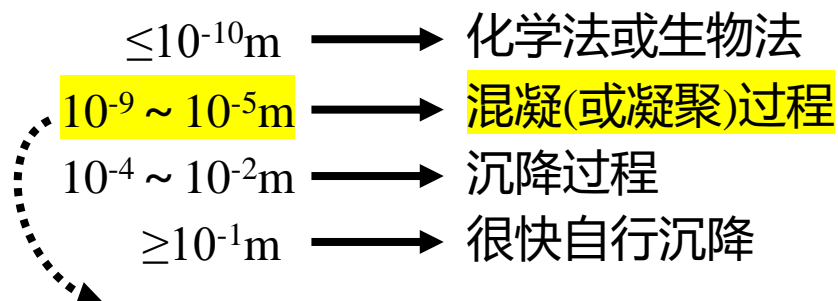 ≤10⁻¹⁰m → 化学法或生物法
10⁻⁹ ~ 10⁻⁵m → 混凝(或凝聚)过程
10⁻⁴ ~ 10⁻²m → 沉降过程
≥10⁻¹m → 很快自行沉降